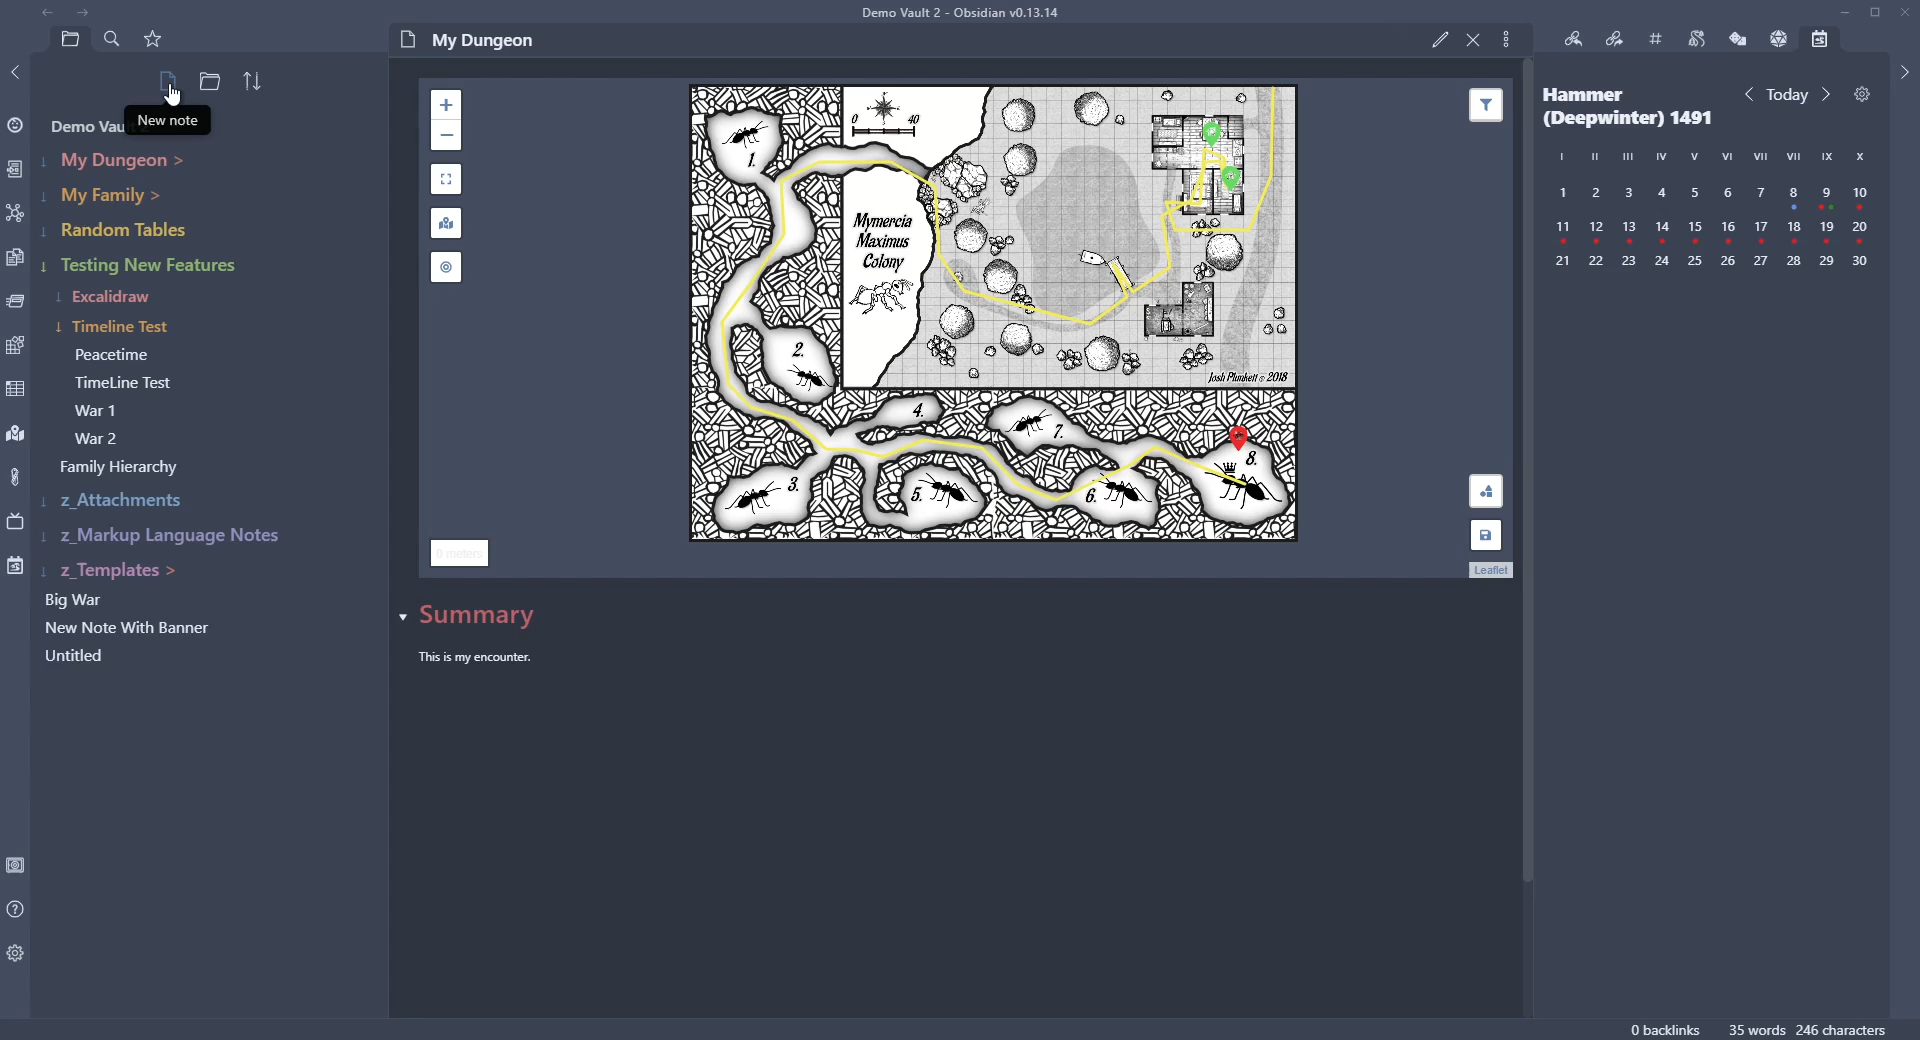 Demo Vault 2 - Obsidian v0.13.14
My Dungeon
New note
Demo Vault 2
My Dungeon >
My Family >
Random Tables
Testing New Features
Excalidraw
Timeline Test
Peacetime
TimeLine Test
War 1
War 2
Family Hierarchy
z_Attachments
z_Markup Language Notes
z_Templates >
Big War
New Note With Banner
Untitled
+
−
0 40
Mymercia
Maximus
Colony
1.
2.
3.
4.
5.
6.
7.
8.
Josh Plunkett © 2018
0 meters
Leaflet
Summary
This is my encounter.
Hammer
(Deepwinter) 1491
Today
I II III IV V VI VII VII IX X
1 2 3 4 5 6 7 8 9 10
11 12 13 14 15 16 17 18 19 20
21 22 23 24 25 26 27 28 29 30
0 backlinks 35 words 246 characters